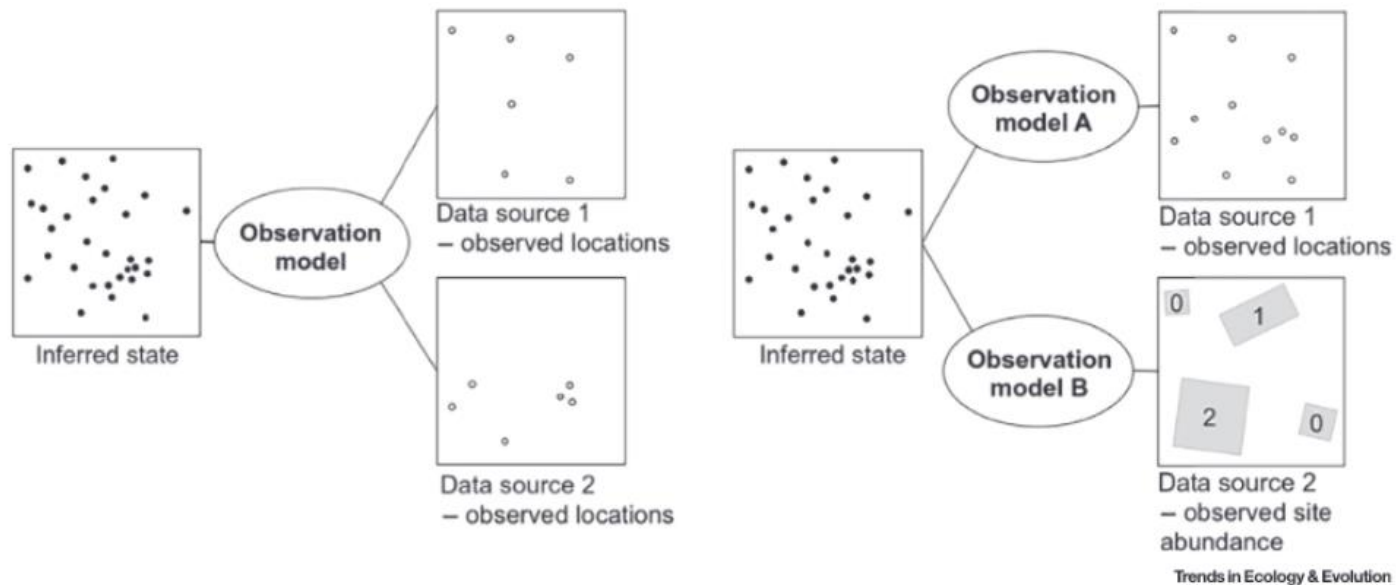 Observation
model
Inferred state
Data source 1
– observed locations
Data source 2
– observed locations
Observation
model A
Observation
model B
Inferred state
Data source 1
– observed locations
0
1
2
0
Data source 2
– observed site
abundance
Trends in Ecology & Evolution